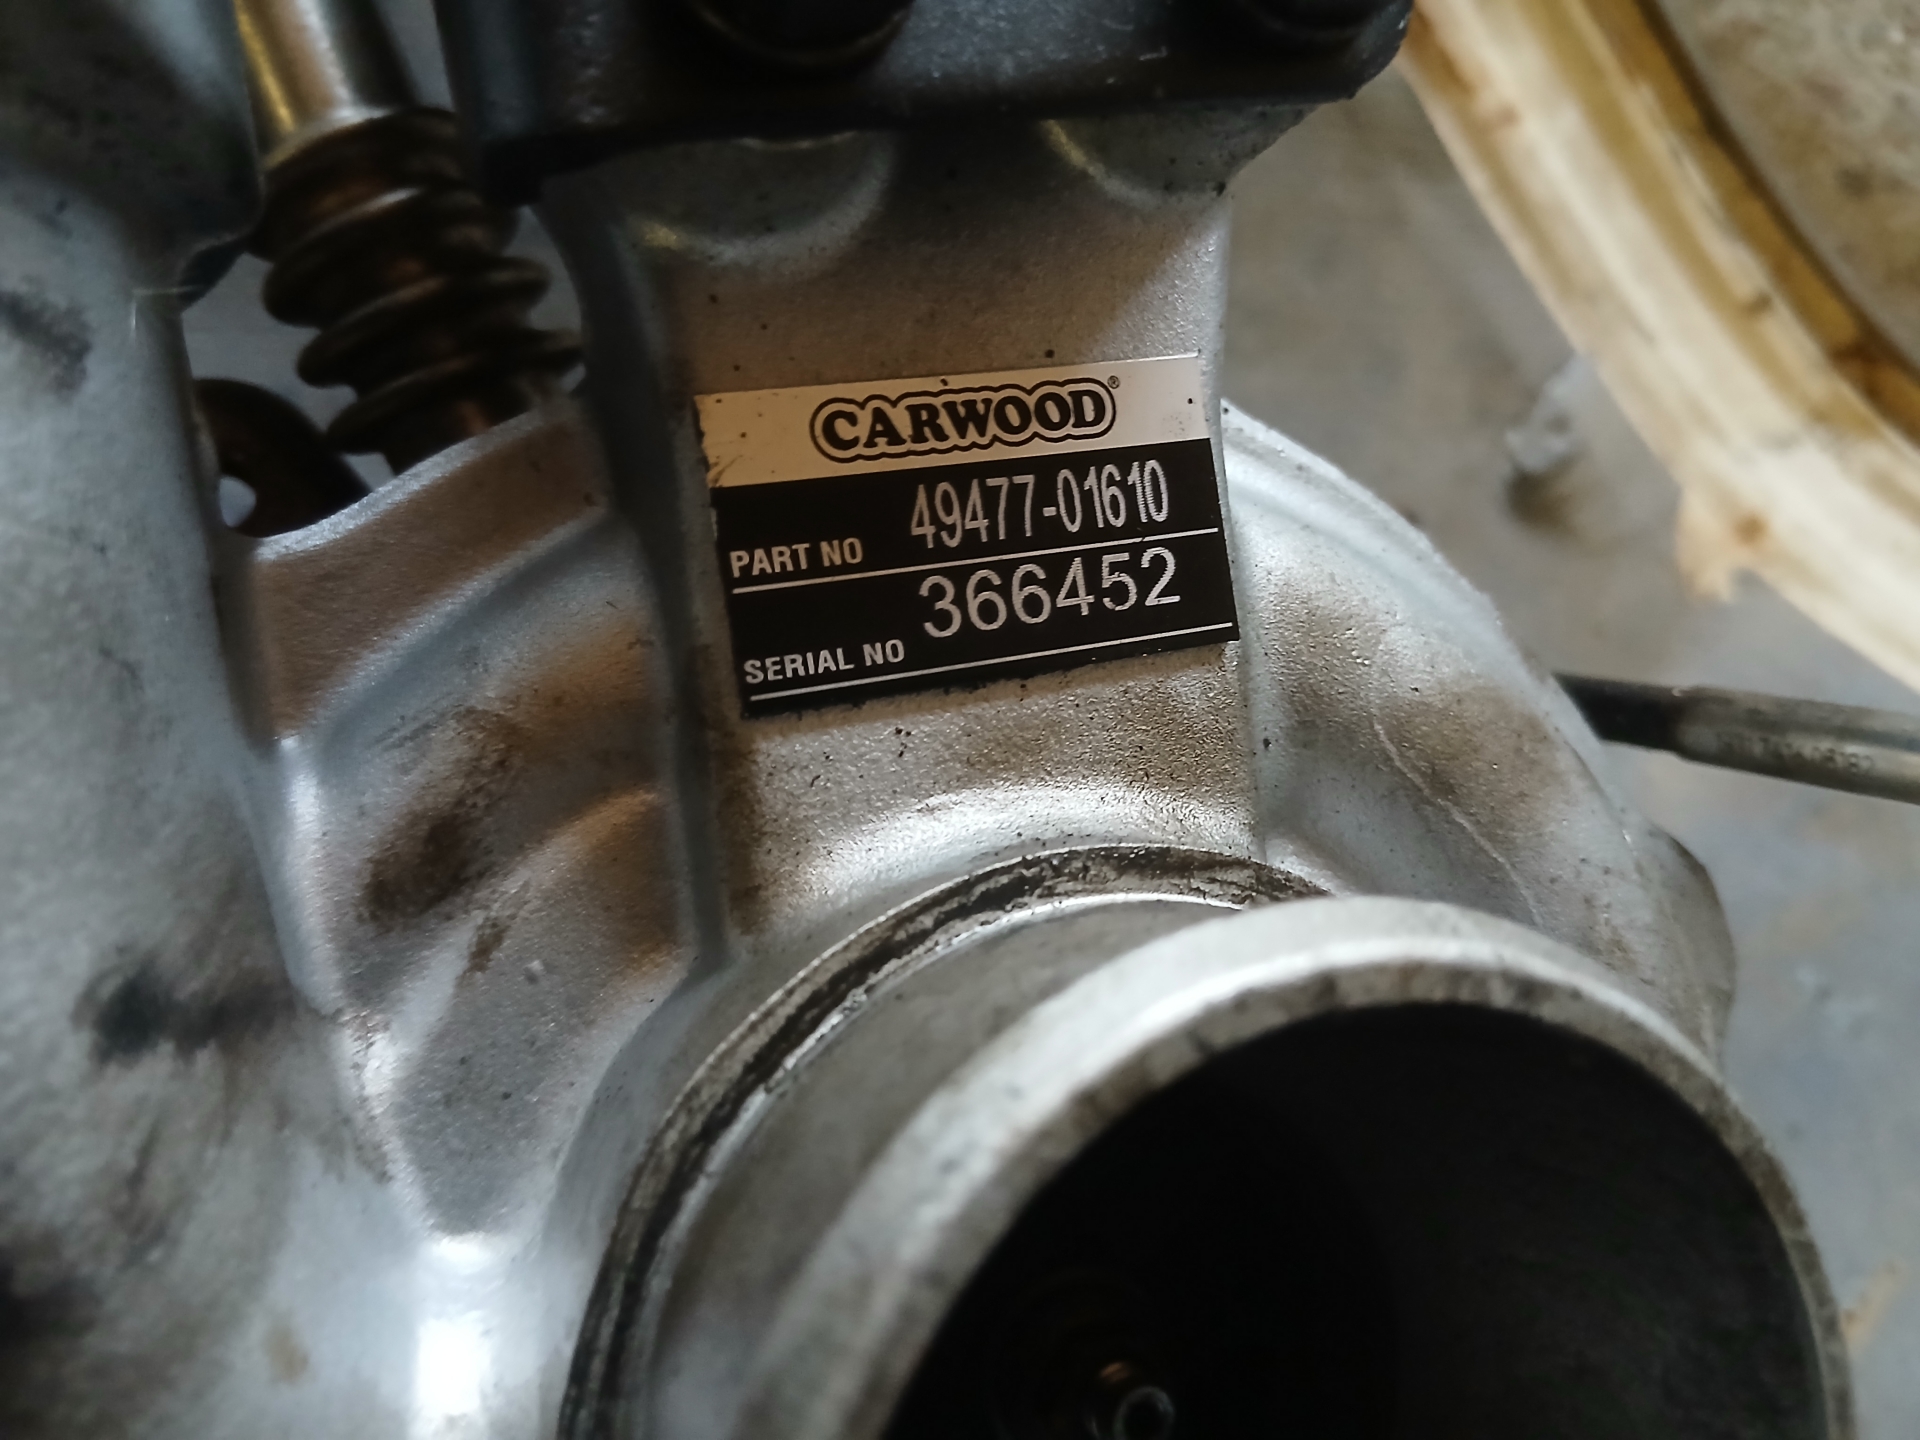 CARWOOD®
PART NO 49477-01610
SERIAL NO 366452